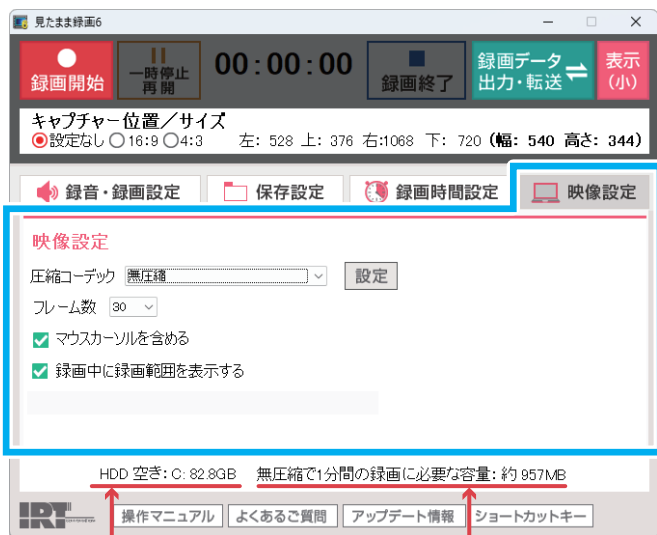 見たまま録画6
録画開始
一時停止
再開
00:00:00
録画終了
録画データ
出力・転送
表示
(小)
キャプチャー位置/サイズ
設定なし 16:9 4:3 左: 528 上: 376 右:1068 下: 720 (幅: 540 高さ: 344)
録音・録画設定 保存設定 録画時間設定 映像設定
映像設定
圧縮コーデック 無圧縮 設定
フレーム数 30
マウスカーソルを含める
録画中に録画範囲を表示する
HDD 空き: C: 82.8GB 無圧縮で1分間の録画に必要な容量: 約 957MB
IRT
操作マニュアル よくあるご質問 アップデート情報 ショートカットキー